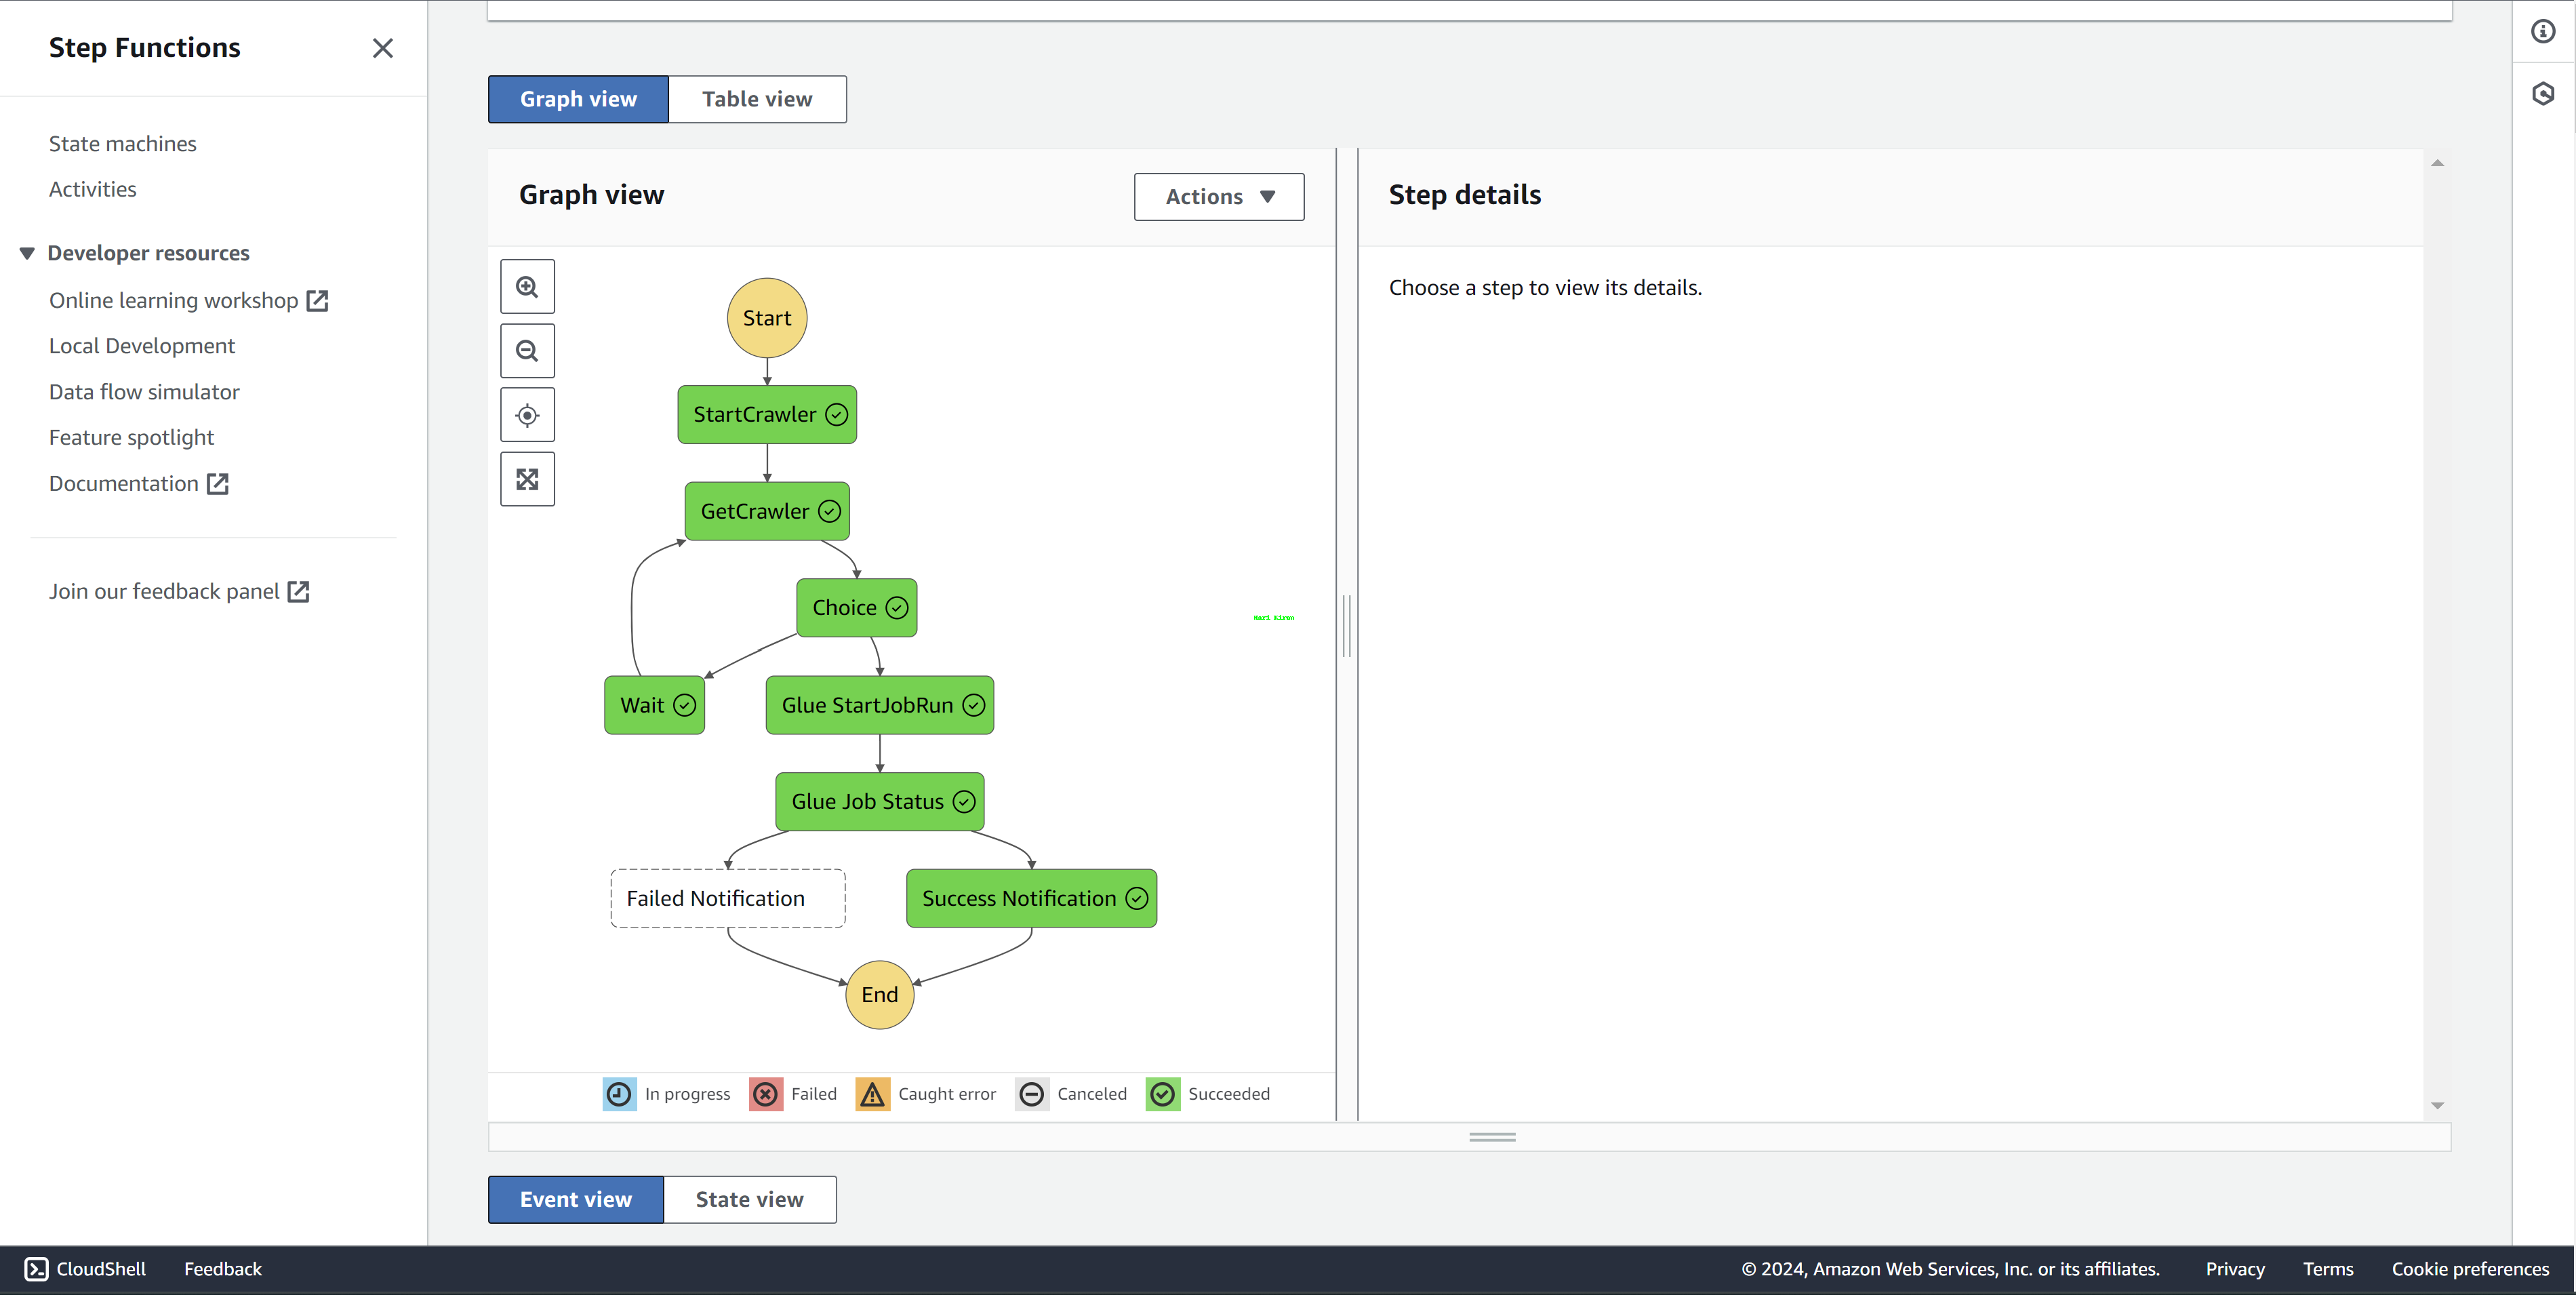 Step Functions
State machines
Activities
Developer resources
Online learning workshop
Local Development
Data flow simulator
Feature spotlight
Documentation
Join our feedback panel
Graph view
Table view
Graph view
Actions
Start
StartCrawler
GetCrawler
Choice
Wait
Glue StartJobRun
Glue Job Status
Failed Notification
Success Notification
End
Hari Kiran
In progress
Failed
Caught error
Canceled
Succeeded
Step details
Choose a step to view its details.
Event view
State view
CloudShell
Feedback
© 2024, Amazon Web Services, Inc. or its affiliates.
Privacy
Terms
Cookie preferences